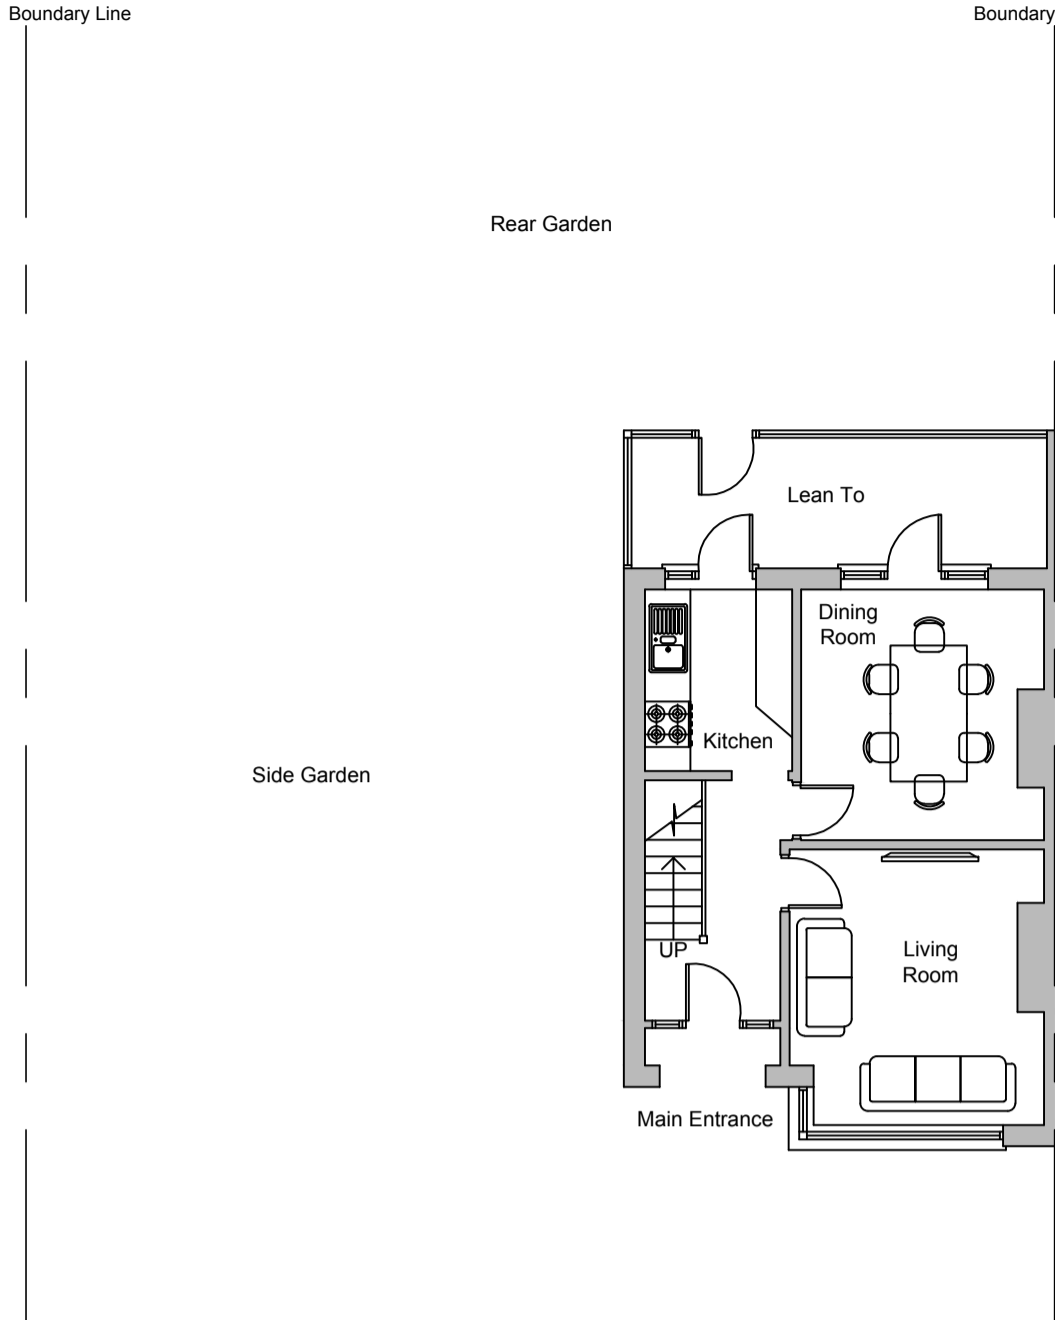 Boundary Line
Boundary
Rear Garden
Lean To
Dining
Room
Kitchen
Side Garden
Living
Room
UP
Main Entrance